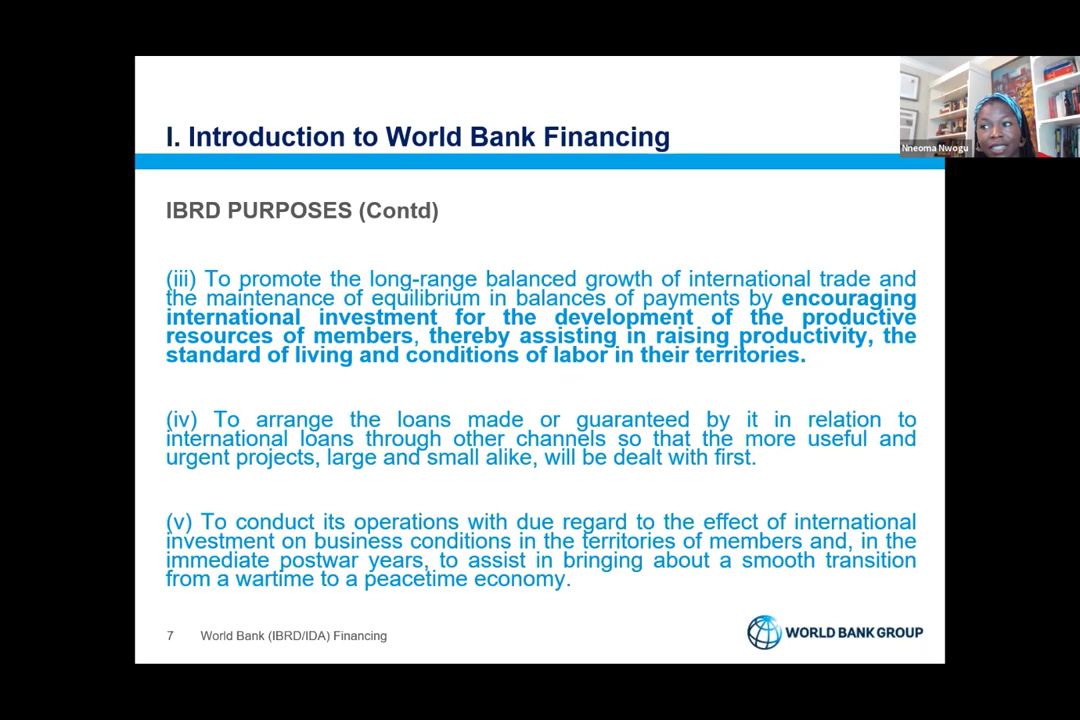 I. Introduction to World Bank Financing
Nneoma Nwogu
IBRD PURPOSES (Contd)
(iii) To promote the long-range balanced growth of international trade and
the maintenance of equilibrium in balances of payments by encouraging
international investment for the development of the productive
resources of members, thereby assisting in raising productivity, the
standard of living and conditions of labor in their territories.
(iv) To arrange the loans made or guaranteed by it in relation to
international loans through other channels so that the more useful and
urgent projects, large and small alike, will be dealt with first.
(v) To conduct its operations with due regard to the effect of international
investment on business conditions in the territories of members and, in the
immediate postwar years, to assist in bringing about a smooth transition
from a wartime to a peacetime economy.
7 World Bank (IBRD/IDA) Financing
WORLD BANK GROUP